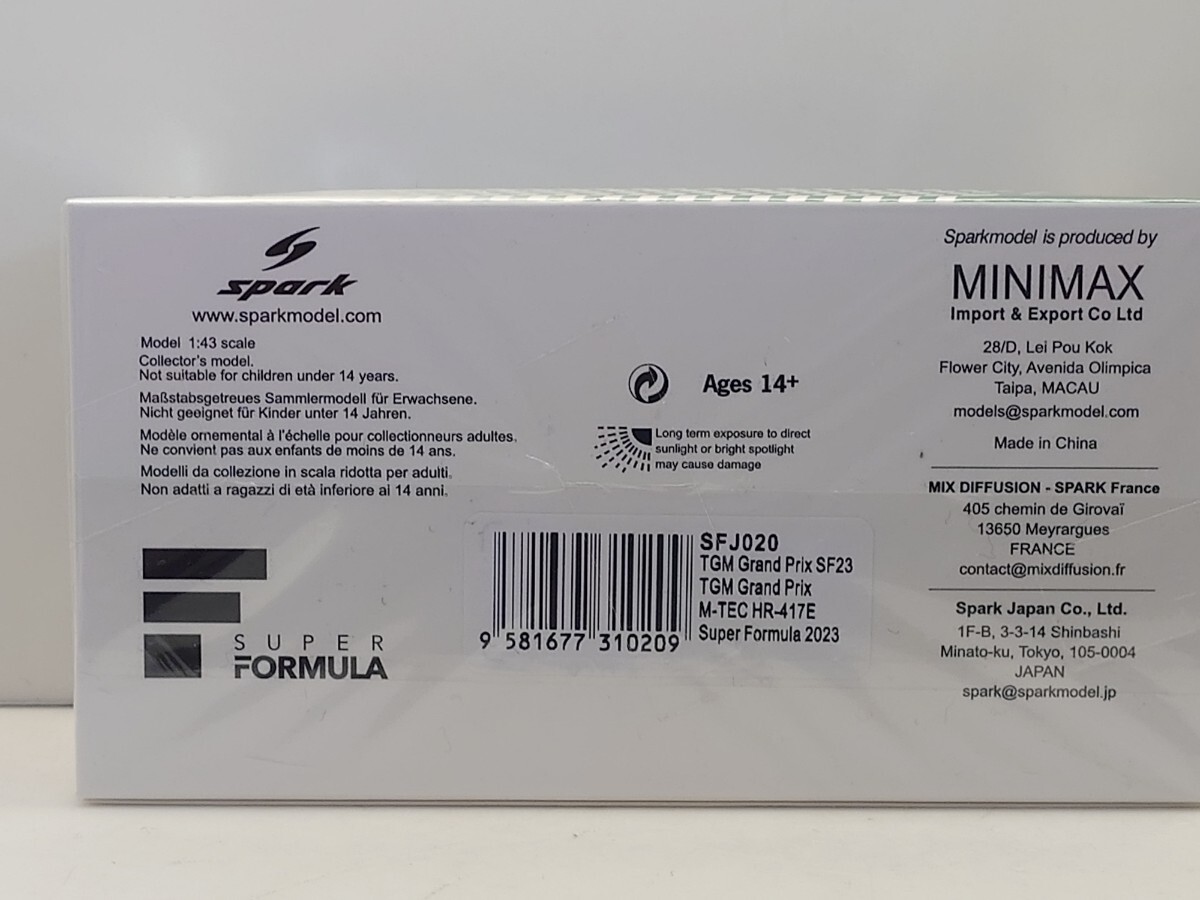 spark
www.sparkmodel.com
Model 1:43 scale
Collector's model.
Not suitable for children under 14 years.
Maßstabsgetreues Sammlermodell für Erwachsene.
Nicht geeignet für Kinder unter 14 Jahren.
Modèle ornemental à l'échelle pour collectionneurs adultes.
Ne convient pas aux enfants de moins de 14 ans.
Modelli da collezione in scala ridotta per adulti.
Non adatti a ragazzi di età inferiore ai 14 anni.
SUPER
FORMULA
Ages 14+
Long term exposure to direct
sunlight or bright spotlight
may cause damage
SFJ020
TGM Grand Prix SF23
TGM Grand Prix
M-TEC HR-417E
Super Formula 2023
9 581677 310209
Sparkmodel is produced by
MINIMAX
Import & Export Co Ltd
28/D, Lei Pou Kok
Flower City, Avenida Olimpica
Taipa, MACAU
models@sparkmodel.com
Made in China
MIX DIFFUSION - SPARK France
405 chemin de Girovaï
13650 Meyrargues
FRANCE
contact@mixdiffusion.fr
Spark Japan Co., Ltd.
1F-B, 3-3-14 Shinbashi
Minato-ku, Tokyo, 105-0004
JAPAN
spark@sparkmodel.jp